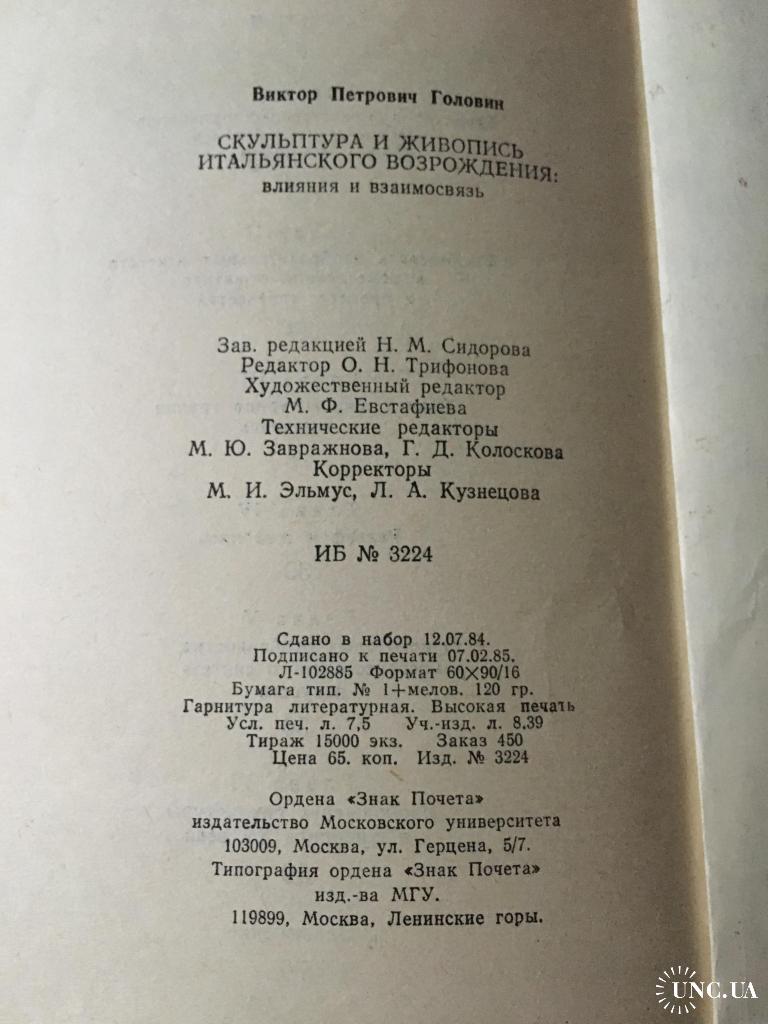 Виктор Петрович Головин
СКУЛЬПТУРА И ЖИВОПИСЬ
ИТАЛЬЯНСКОГО ВОЗРОЖДЕНИЯ:
ВЛИЯНИЯ И ВЗАИМОСВЯЗЬ
Зав. редакцией Н. М. Сидорова
Редактор О. Н. Трифонова
Художественный редактор
М. Ф. Евстафиева
Технические редакторы
М. Ю. Завражнова, Г. Д. Колоскова
Корректоры
М. И. Эльмус, Л. А. Кузнецова
ИБ № 3224
Сдано в набор 12.07.84.
Подписано к печати 07.02.85.
Л-102885 Формат 60×90/16
Бумага тип. № 1+мелов. 120 гр.
Гарнитура литературная. Высокая печать
Усл. печ. л. 7,5 Уч.-изд. л. 8.39
Тираж 15000 экз. Заказ 450
Цена 65. коп. Изд. № 3224
Ордена «Знак Почета»
издательство Московского университета
103009, Москва, ул. Герцена, 5/7.
Типография ордена «Знак Почета»
изд.-ва МГУ.
119899, Москва, Ленинские горы.
UNC.UA